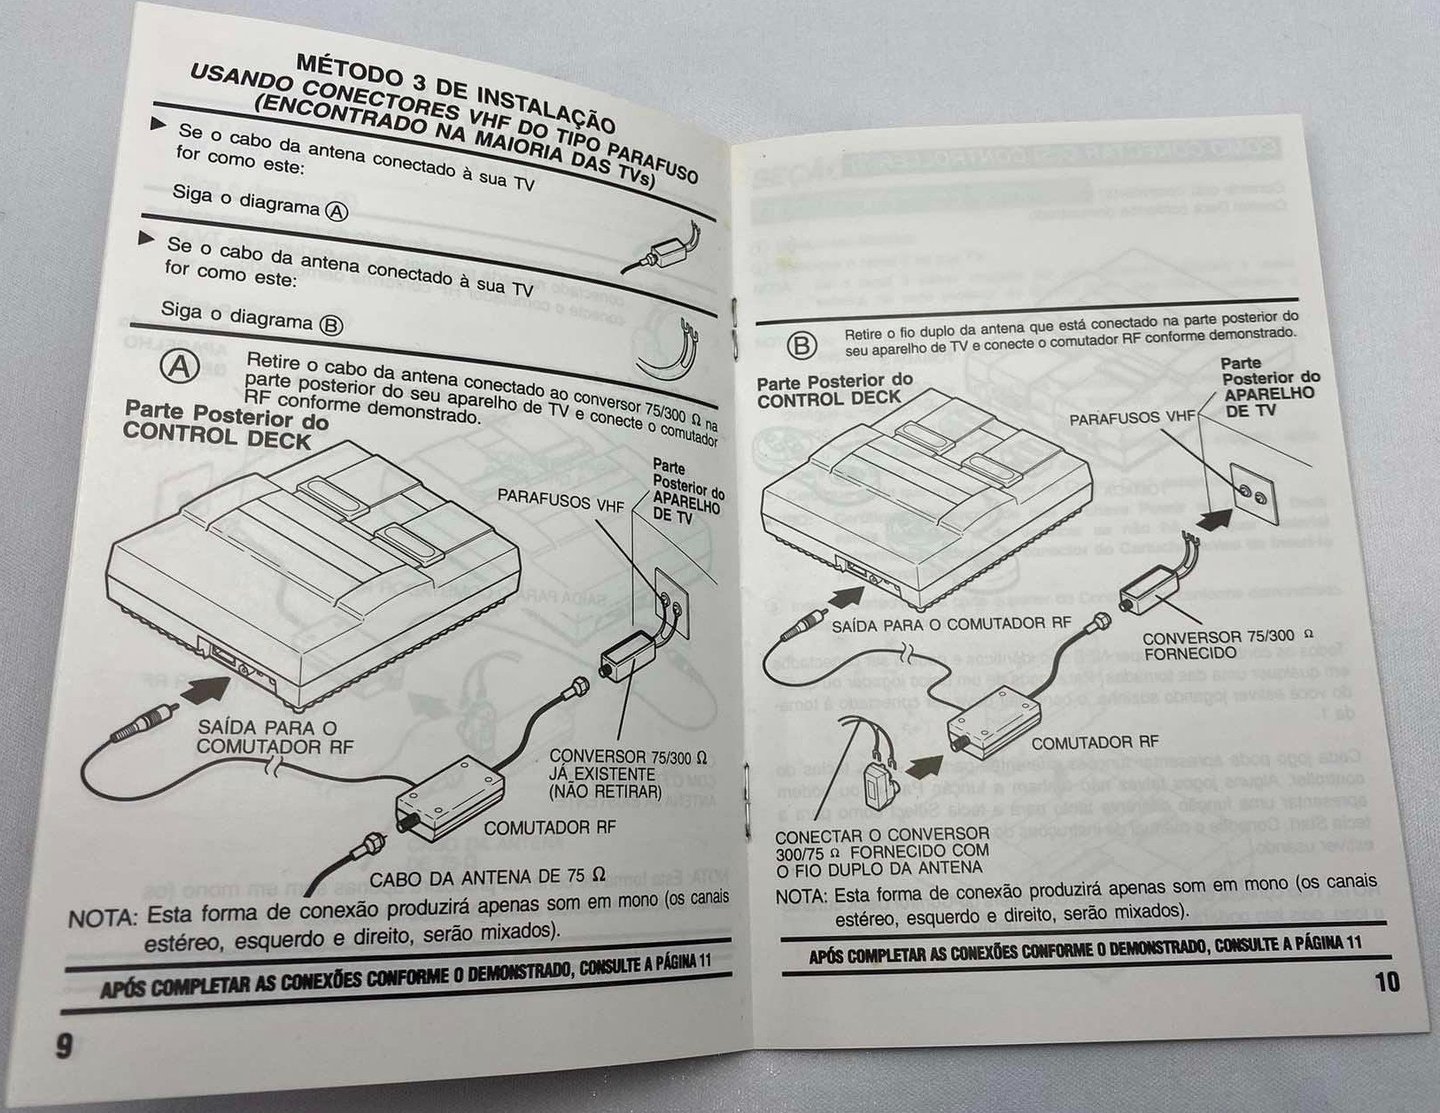 MÉTODO 3 DE INSTALAÇÃO
USANDO CONECTORES VHF DO TIPO PARAFUSO
(ENCONTRADO NA MAIORIA DAS TVs)
Se o cabo da antena conectado à sua TV
for como este:
Siga o diagrama Ⓐ
Se o cabo da antena conectado à sua TV
for como este:
Siga o diagrama Ⓑ
Ⓐ
Retire o cabo da antena conectado ao conversor 75/300 Ω na
parte posterior do seu aparelho de TV e conecte o comutador
RF conforme demonstrado.
Parte Posterior do
CONTROL DECK
Parte
Posterior do
APARELHO
DE TV
PARAFUSOS VHF
SAÍDA PARA O
COMUTADOR RF
CONVERSOR 75/300 Ω
JÁ EXISTENTE
(NÃO RETIRAR)
COMUTADOR RF
CABO DA ANTENA DE 75 Ω
NOTA: Esta forma de conexão produzirá apenas som em mono (os canais
estéreo, esquerdo e direito, serão mixados).
APÓS COMPLETAR AS CONEXÕES CONFORME O DEMONSTRADO, CONSULTE A PÁGINA 11
9
Ⓑ
Retire o fio duplo da antena que está conectado na parte posterior do
seu aparelho de TV e conecte o comutador RF conforme demonstrado.
Parte Posterior do
CONTROL DECK
Parte
Posterior do
APARELHO
DE TV
PARAFUSOS VHF
SAÍDA PARA O COMUTADOR RF
CONVERSOR 75/300 Ω
FORNECIDO
COMUTADOR RF
CONECTAR O CONVERSOR
300/75 Ω FORNECIDO COM
O FIO DUPLO DA ANTENA
NOTA: Esta forma de conexão produzirá apenas som em mono (os canais
estéreo, esquerdo e direito, serão mixados).
APÓS COMPLETAR AS CONEXÕES CONFORME O DEMONSTRADO, CONSULTE A PÁGINA 11
10